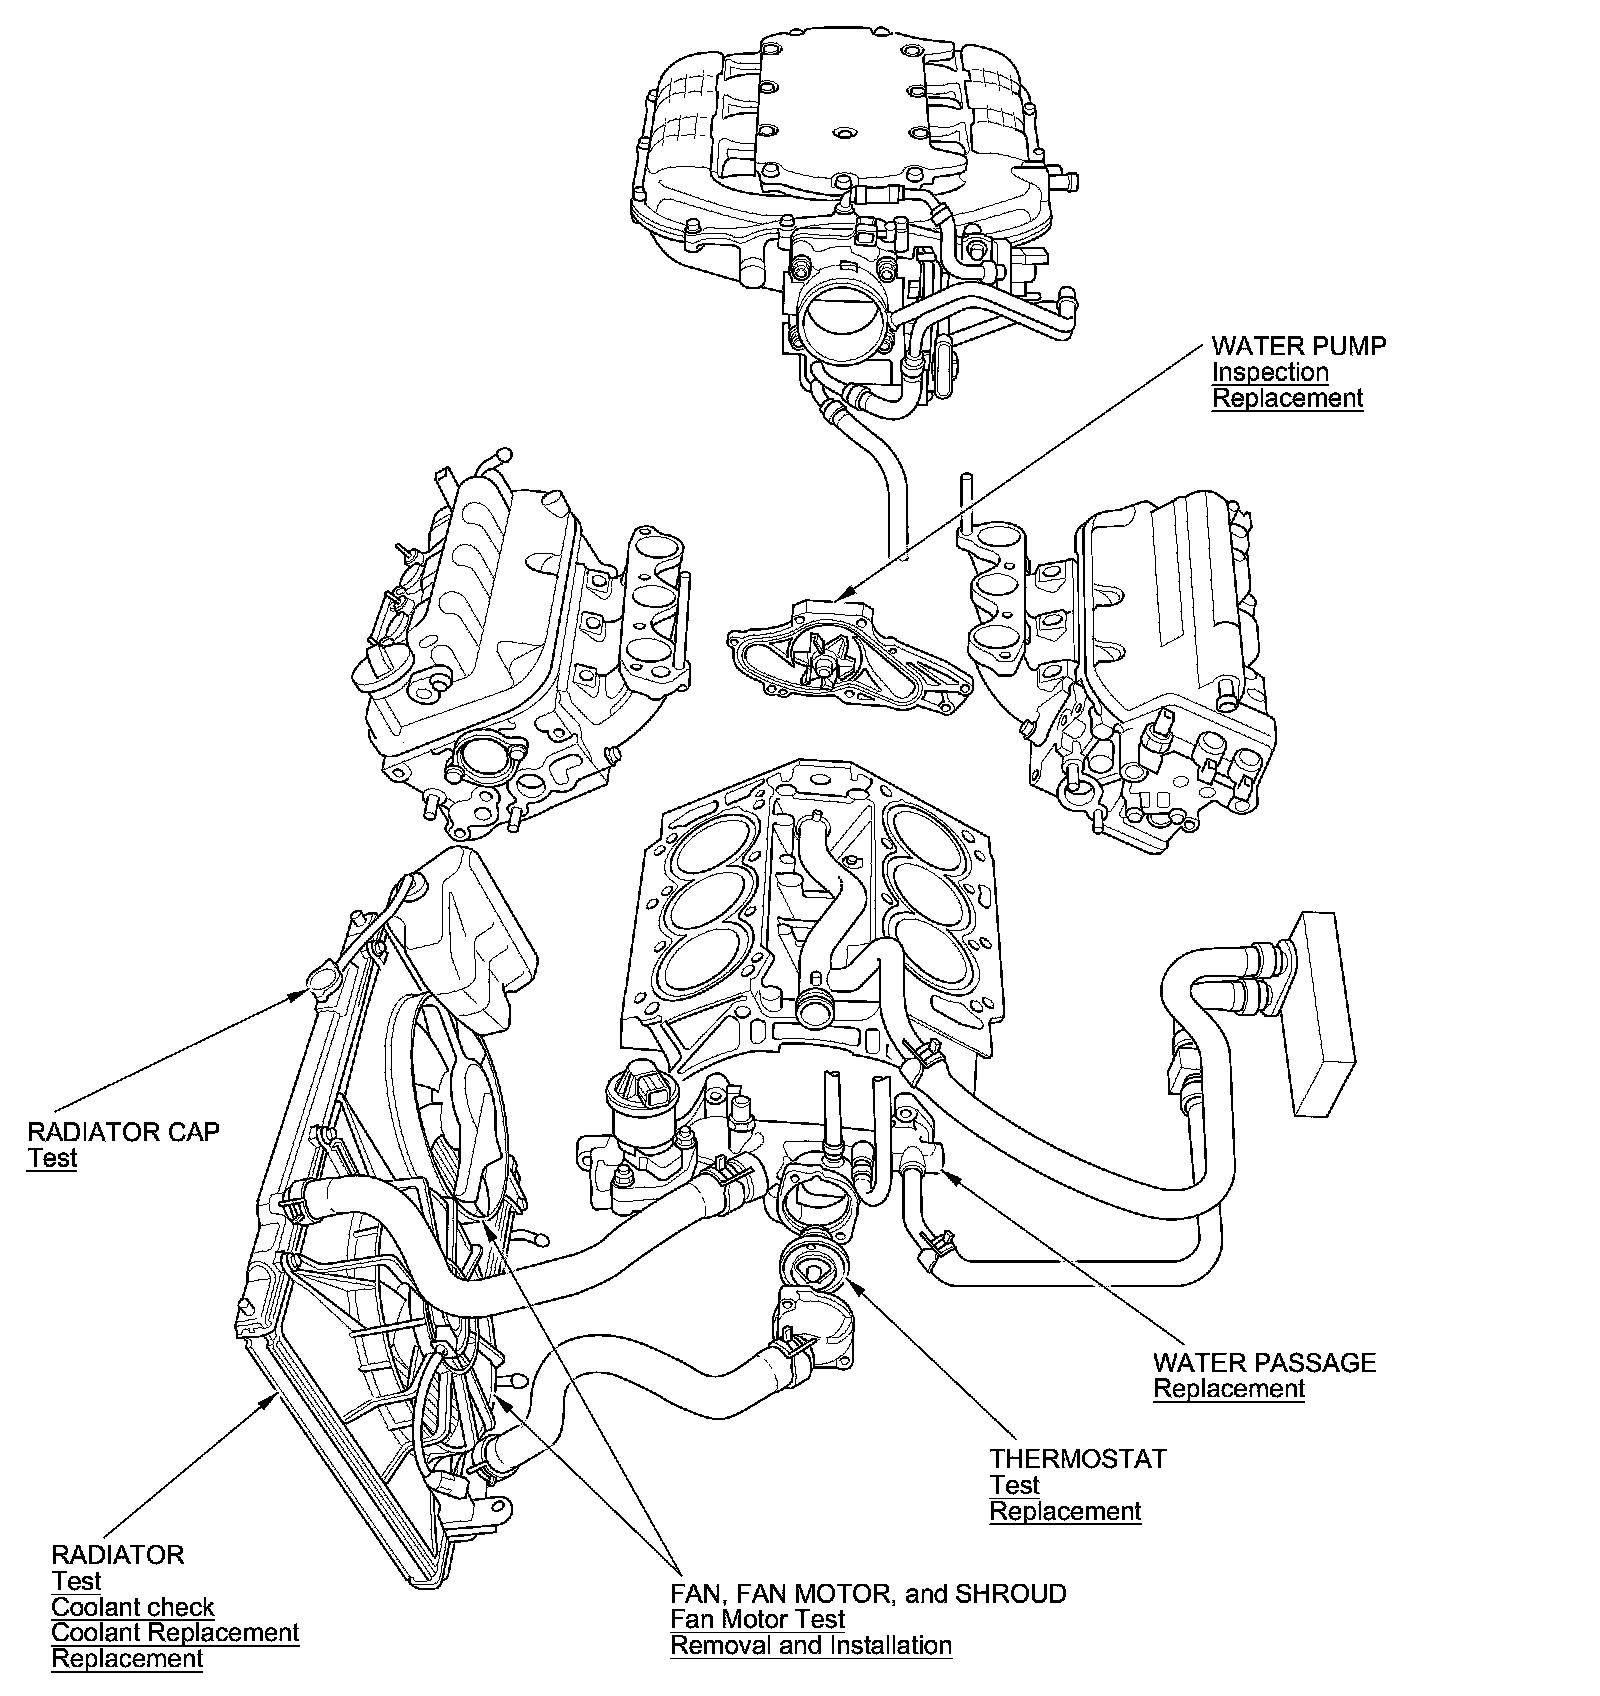 WATER PUMP
Inspection
Replacement
RADIATOR CAP
Test
WATER PASSAGE
Replacement
THERMOSTAT
Test
Replacement
RADIATOR
Test
Coolant check
Coolant Replacement
Replacement
FAN, FAN MOTOR, and SHROUD
Fan Motor Test
Removal and Installation